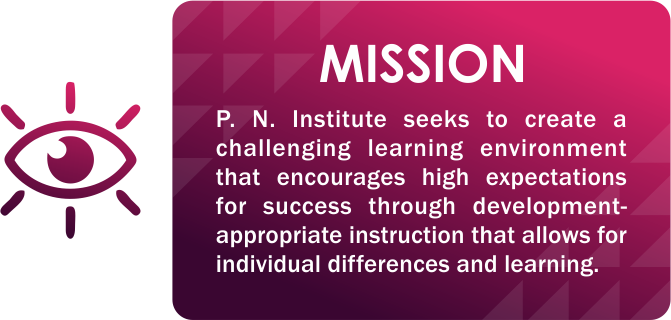 MISSION
P. N. Institute seeks to create a
challenging learning environment
that encourages high expectations
for success through development-
appropriate instruction that allows for
individual differences and learning.